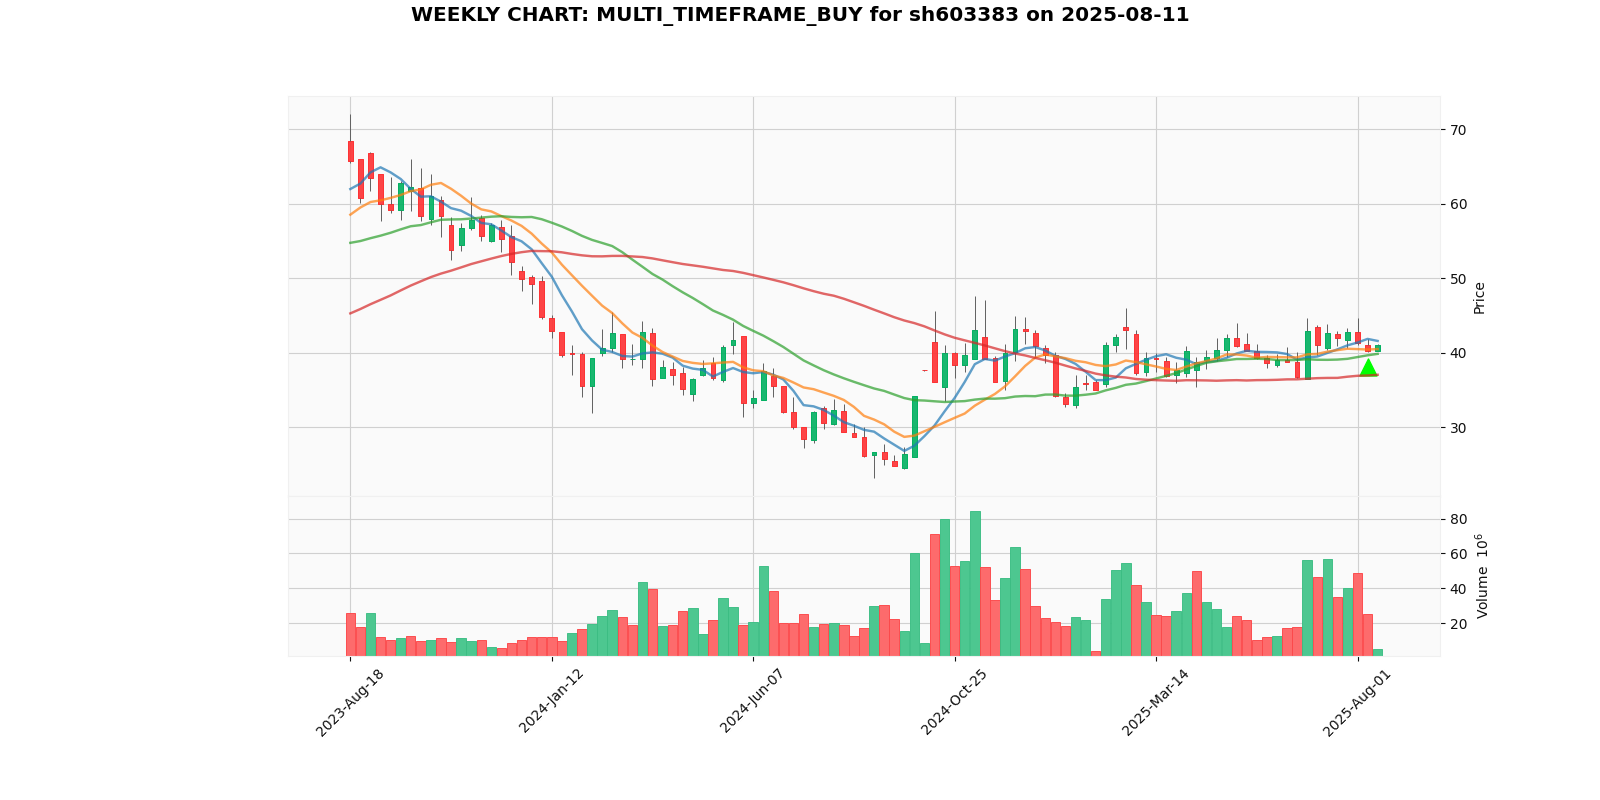 WEEKLY CHART: MULTI_TIMEFRAME_BUY for sh603383 on 2025-08-11
70
60
50
40
30
Price
80
60
40
20
Volume 10^6
2023-Aug-18
2024-Jan-12
2024-Jun-07
2024-Oct-25
2025-Mar-14
2025-Aug-01